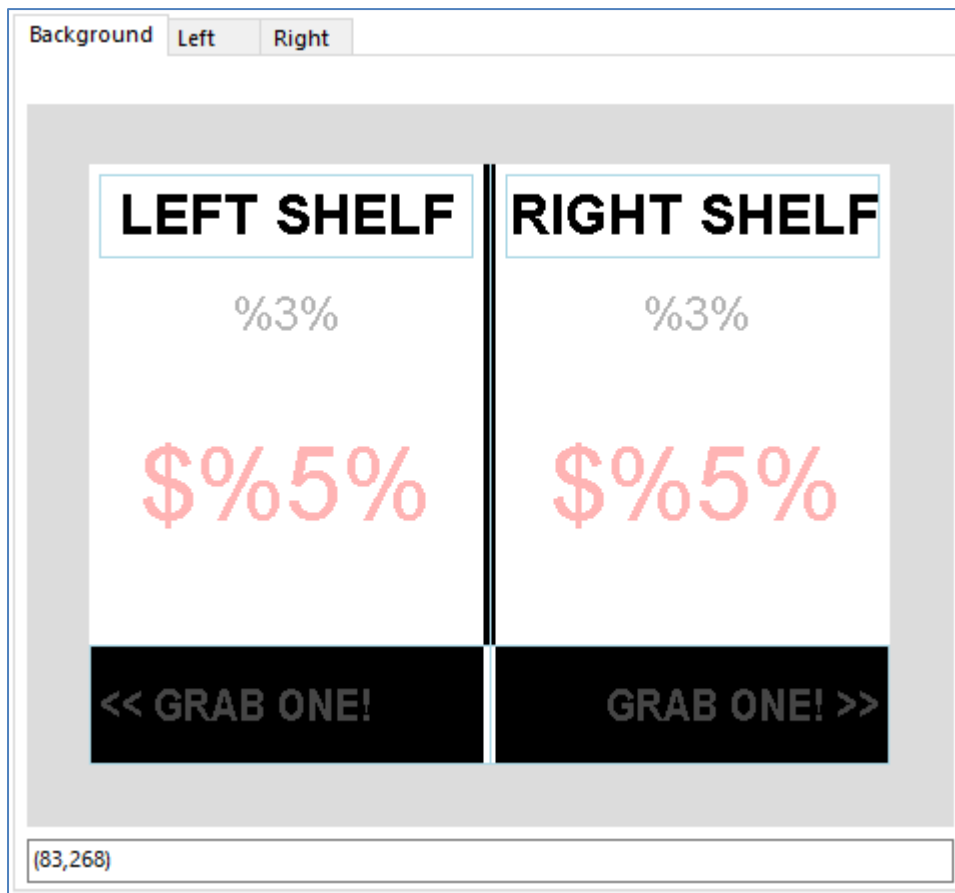 Background Left Right
LEFT SHELF RIGHT SHELF
%3% %3%
$%5% $%5%
<< GRAB ONE! GRAB ONE! >>
(83,268)